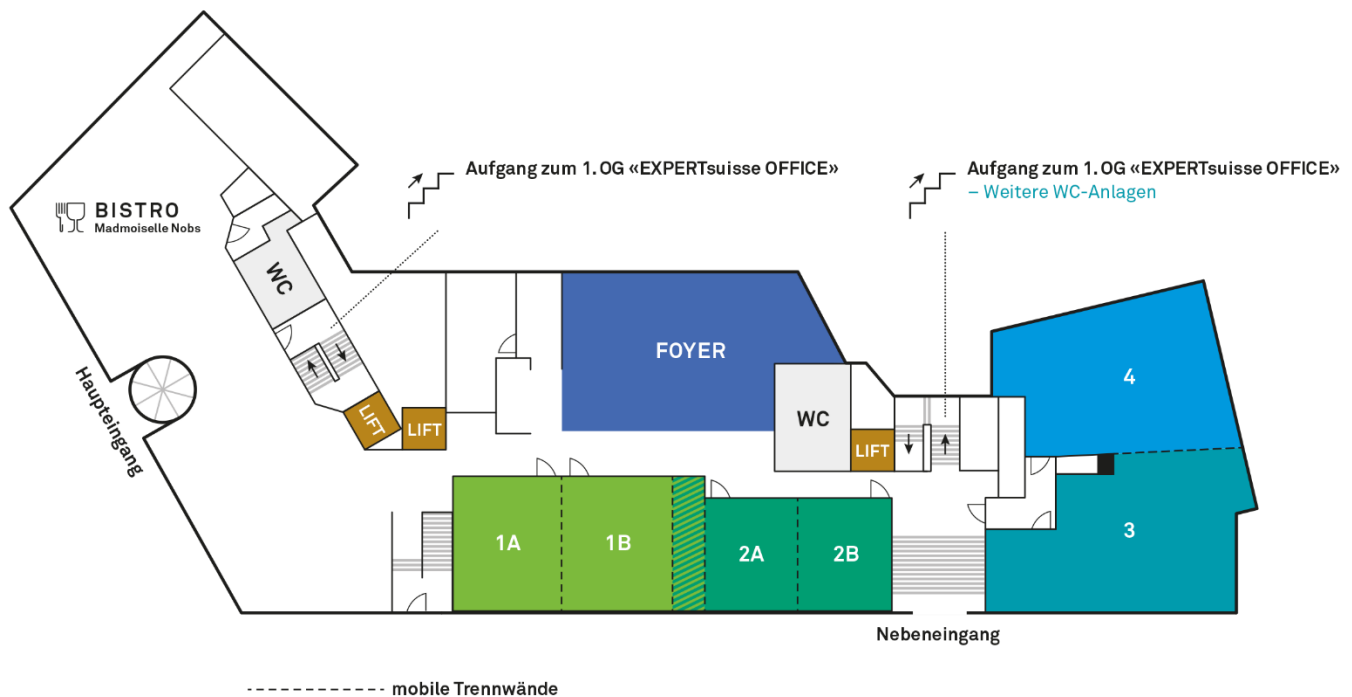 Aufgang zum 1. OG «EXPERTsuisse OFFICE»
Aufgang zum 1. OG «EXPERTsuisse OFFICE»
– Weitere WC-Anlagen
BISTRO
Madmoiselle Nobs
WC
FOYER
4
Haupteingang
LIFT
LIFT
WC
LIFT
1A
1B
2A
2B
3
Nebeneingang
mobile Trennwände